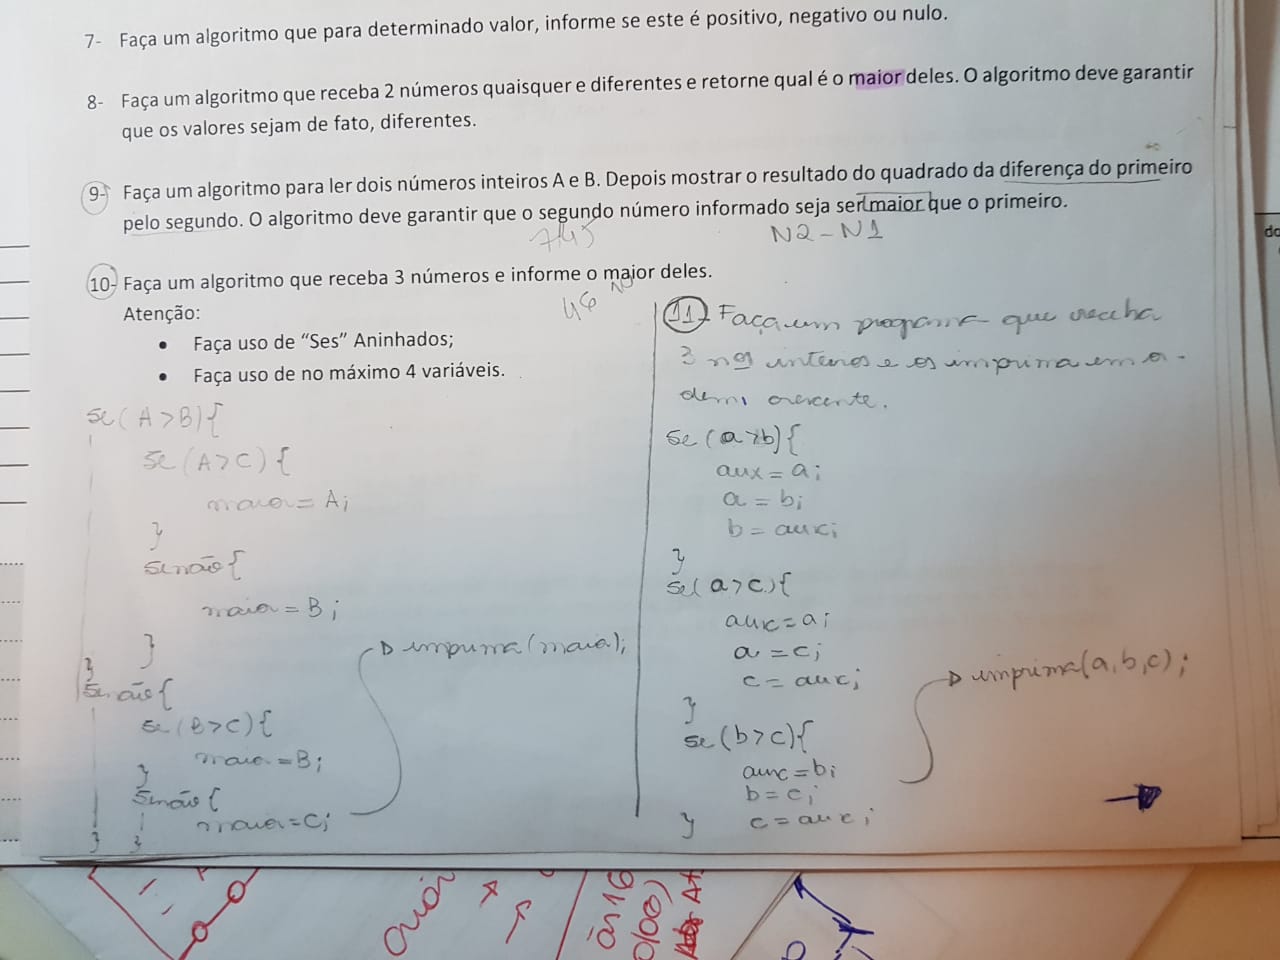 7- Faça um algoritmo que para determinado valor, informe se este é positivo, negativo ou nulo.
8- Faça um algoritmo que receba 2 números quaisquer e diferentes e retorne qual é o maior deles. O algoritmo deve garantir
que os valores sejam de fato, diferentes.
9- Faça um algoritmo para ler dois números inteiros A e B. Depois mostrar o resultado do quadrado da diferença do primeiro
pelo segundo. O algoritmo deve garantir que o segundo número informado seja ser maior que o primeiro.
N2-N1
10- Faça um algoritmo que receba 3 números e informe o maior deles.
Atenção:
• Faça uso de “Ses” Aninhados;
• Faça uso de no máximo 4 variáveis.
se(A>B){
se(A>C){
maior=A;
}
senão{
maior=B;
}
}
senão{
se(B>C){
maior=B;
}
senão{
maior=C;
} }
imprima(maior);
11- Faça um programa que receba
3 nos inteiros e os imprima em o-
dem, crescente.
se(a>b){
aux=a;
a=b;
b=aux;
}
se(a>c){
aux=a;
a=c;
c=aux;
}
se(b>c){
aux=b;
b=c;
} c=aux;
imprima(a,b,c);
do
às 16